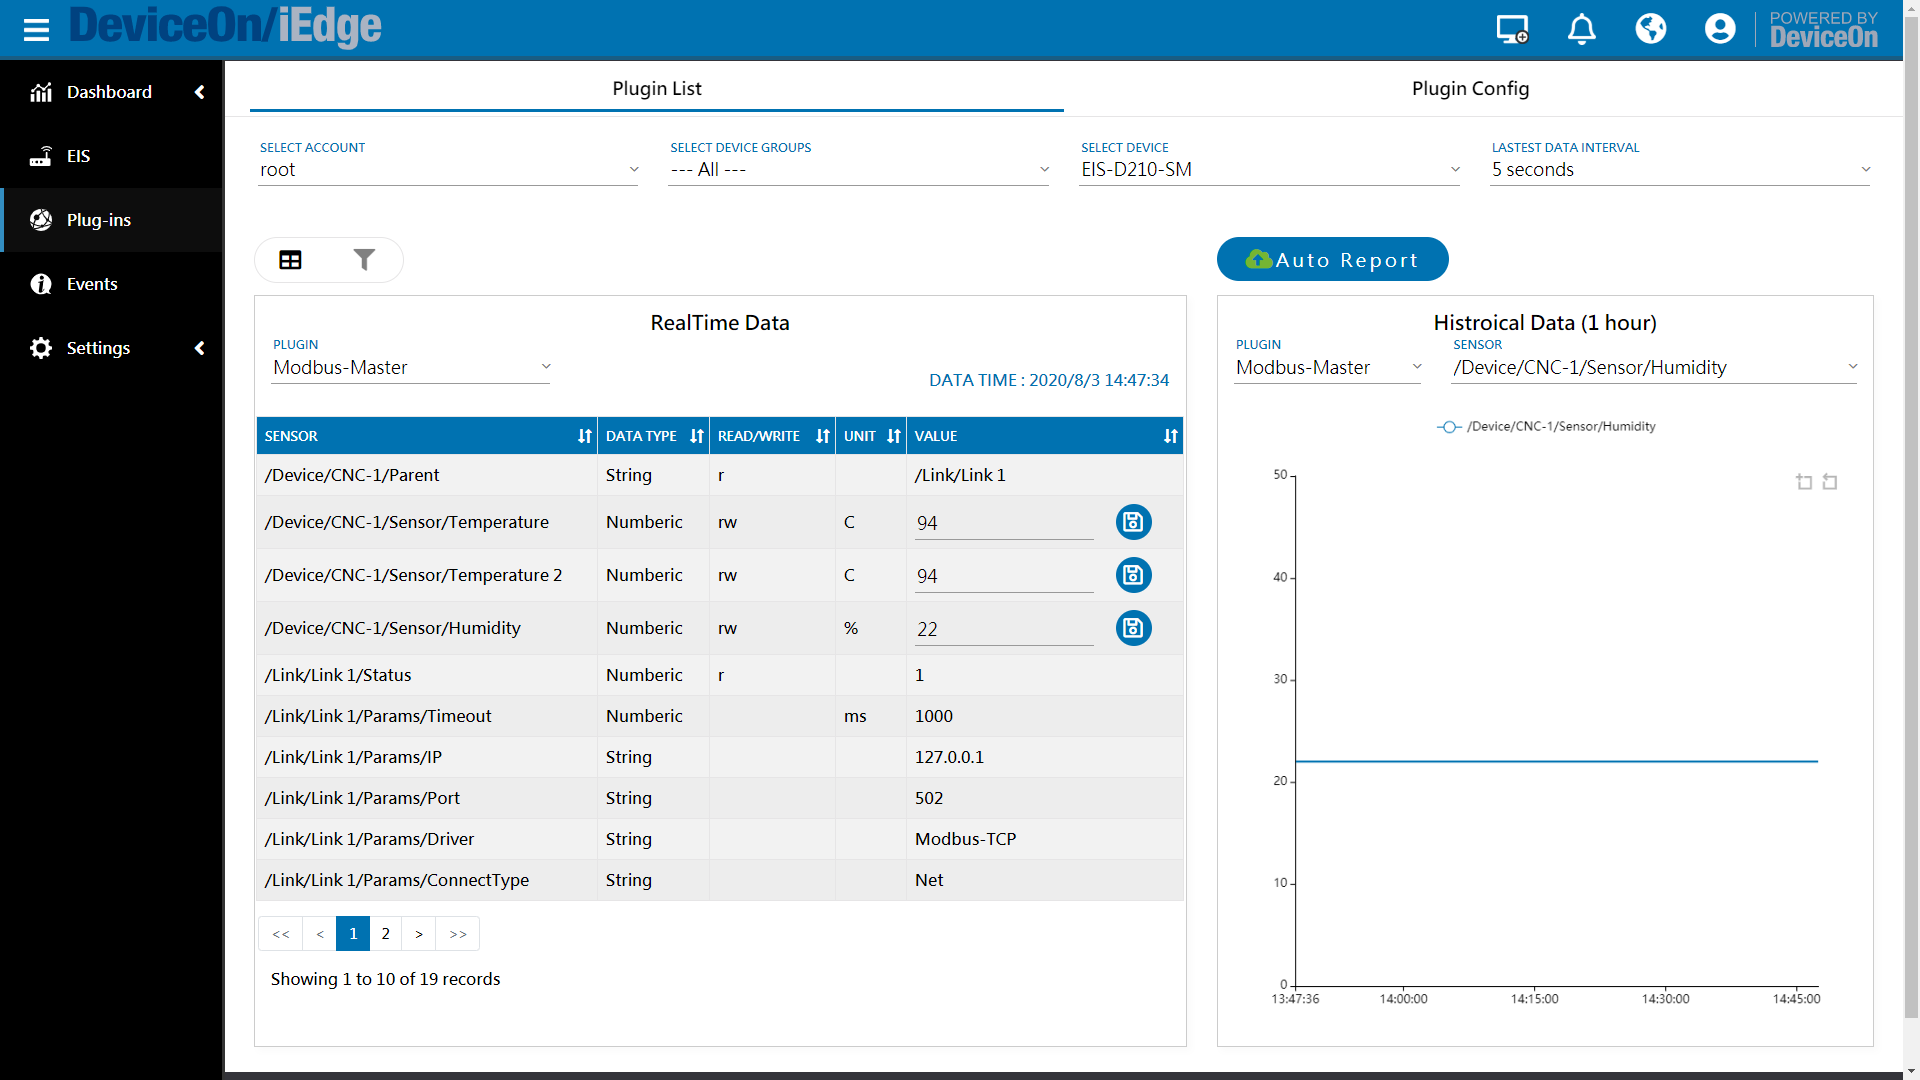 DeviceOn/iEdge
POWERED BY
DeviceOn
Dashboard
EIS
Plug-ins
Events
Settings
Plugin List
Plugin Config
SELECT ACCOUNT
root
SELECT DEVICE GROUPS
--- All ---
SELECT DEVICE
EIS-D210-SM
LASTEST DATA INTERVAL
5 seconds
Auto Report
RealTime Data
PLUGIN
Modbus-Master
DATA TIME : 2020/8/3 14:47:34
SENSOR DATA TYPE READ/WRITE UNIT VALUE
/Device/CNC-1/Parent String r /Link/Link 1
/Device/CNC-1/Sensor/Temperature Numberic rw C 94
/Device/CNC-1/Sensor/Temperature 2 Numberic rw C 94
/Device/CNC-1/Sensor/Humidity Numberic rw % 22
/Link/Link 1/Status Numberic r 1
/Link/Link 1/Params/Timeout Numberic ms 1000
/Link/Link 1/Params/IP String 127.0.0.1
/Link/Link 1/Params/Port String 502
/Link/Link 1/Params/Driver String Modbus-TCP
/Link/Link 1/Params/ConnectType String Net
<< < 1 2 > >>
Showing 1 to 10 of 19 records
Histroical Data (1 hour)
PLUGIN
Modbus-Master
SENSOR
/Device/CNC-1/Sensor/Humidity
/Device/CNC-1/Sensor/Humidity
50
40
30
20
10
0
13:47:36 14:00:00 14:15:00 14:30:00 14:45:00